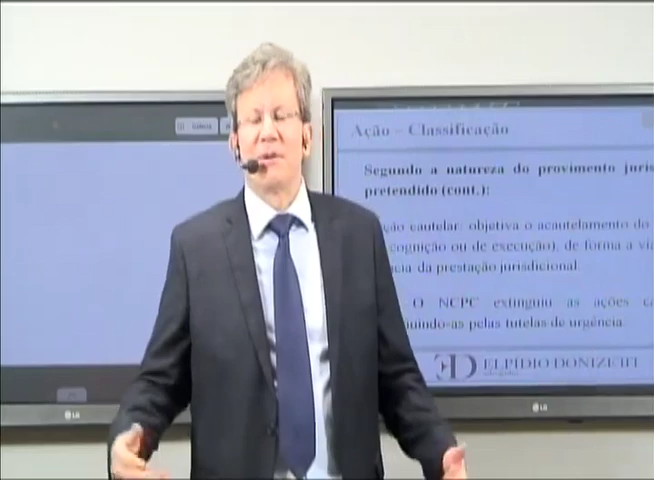 Ação – Classificação
Segundo a natureza do provimento juris
pretendido (cont.):
ção cautelar objetiva o acautelamento do
cognição ou de execução), de forma a via
cia da prestação jurisdicional.
O NCPC extinguiu as ações ca
uindo-as pelas tutelas de urgência.
ED ELPÍDIO DONIZETTI
LG
LG